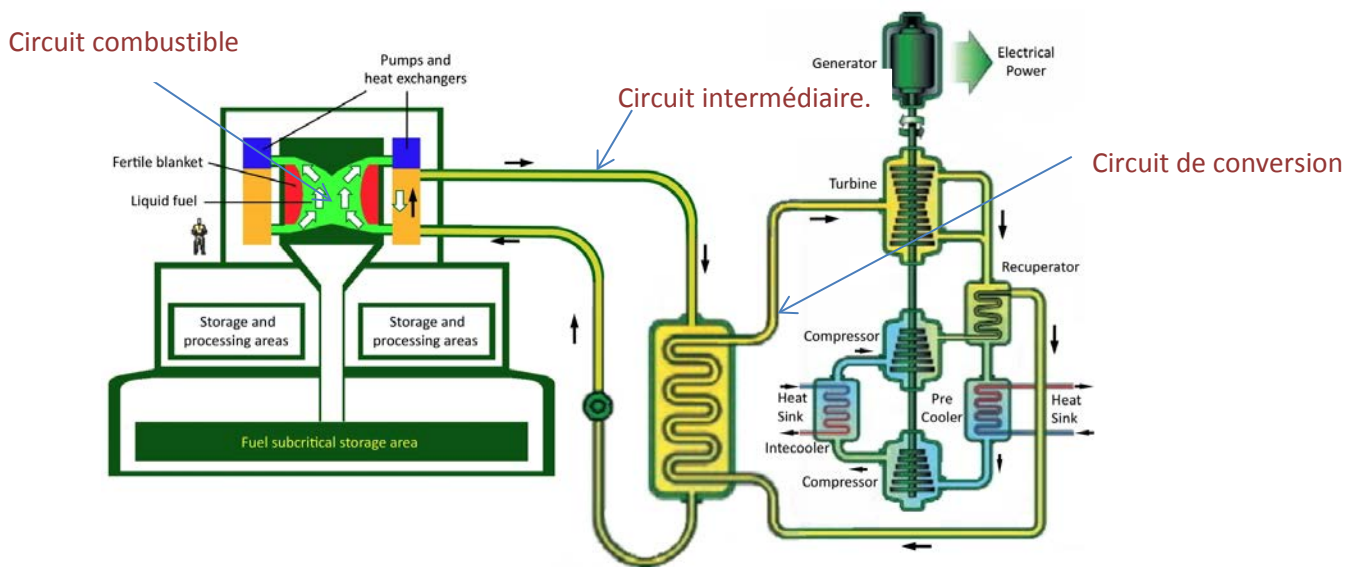 Circuit combustible
Pumps and
heat exchangers
Fertile blanket
Liquid fuel
Storage and
processing areas
Storage and
processing areas
Fuel subcritical storage area
Circuit intermédiaire.
Generator
Electrical
Power
Circuit de conversion
Turbine
Recuperator
Compressor
Heat
Sink
Intecooler
Pre
Cooler
Heat
Sink
Compressor